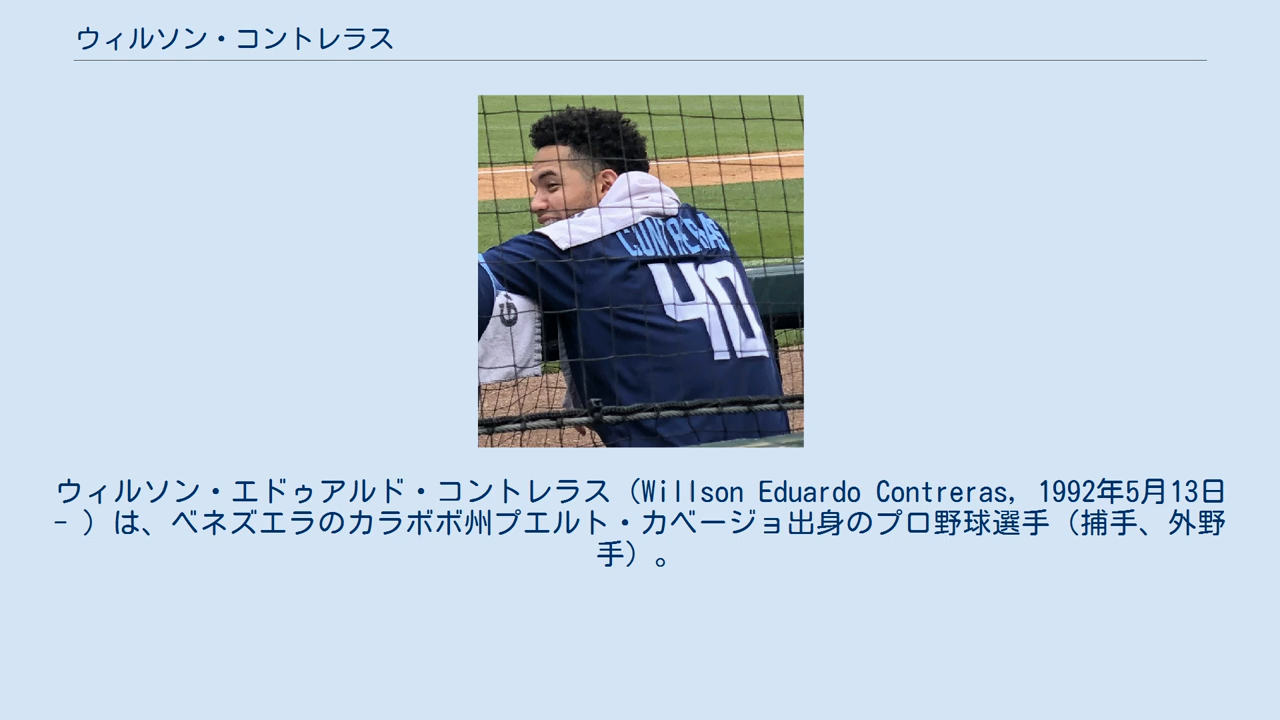 ウィルソン・コントレラス
CONTRERAS
40
ウィルソン・エドゥアルド・コントレラス（Willson Eduardo Contreras, 1992年5月13日
- ）は、ベネズエラのカラボボ州プエルト・カベージョ出身のプロ野球選手（捕手、外野
手）。